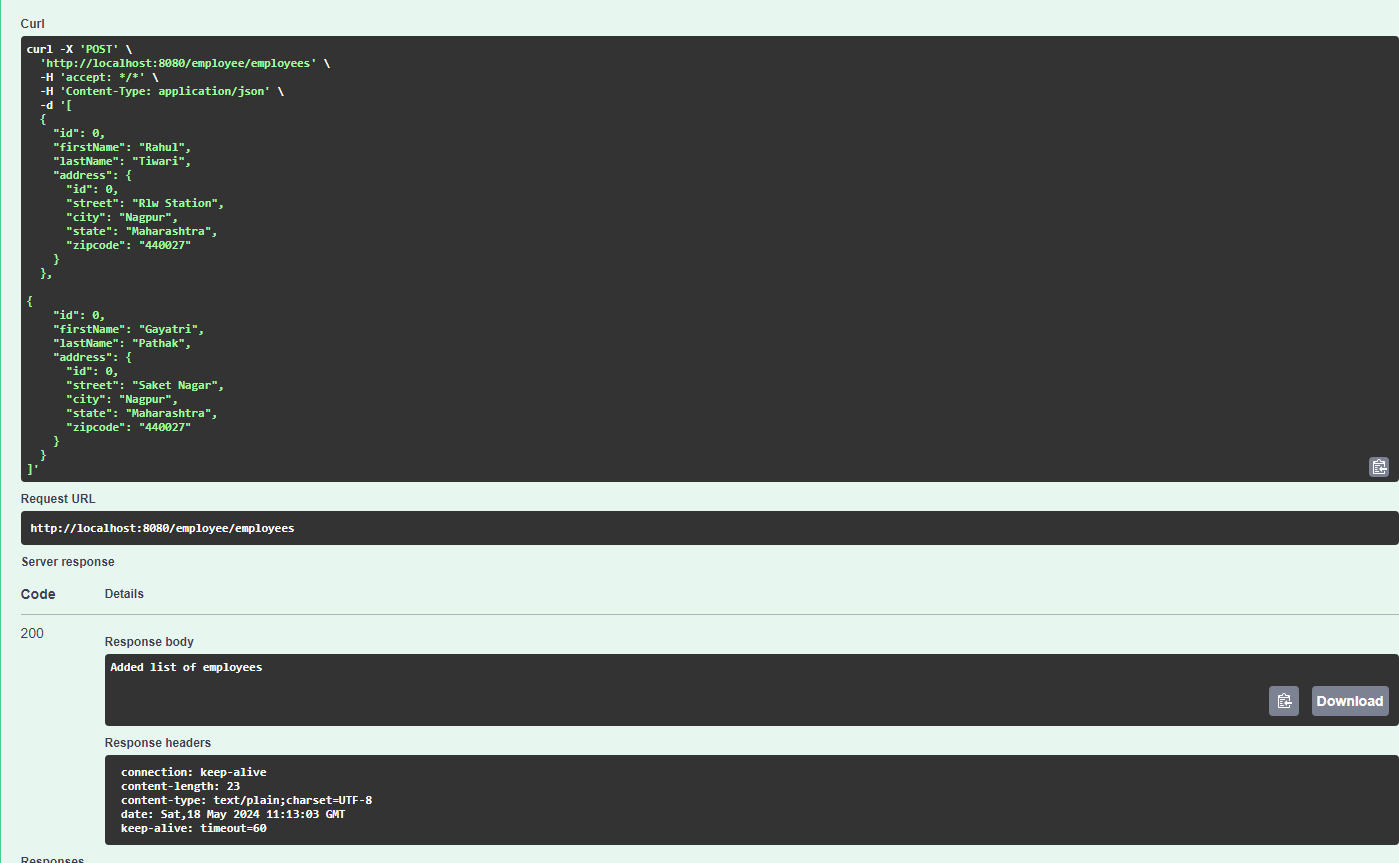 Curl
curl -X 'POST' \
  'http://localhost:8080/employee/employees' \
  -H 'accept: */*' \
  -H 'Content-Type: application/json' \
  -d '[
  {
    "id": 0,
    "firstName": "Rahul",
    "lastName": "Tiwari",
    "address": {
      "id": 0,
      "street": "Rlw Station",
      "city": "Nagpur",
      "state": "Maharashtra",
      "zipcode": "440027"
    }
  },
{
    "id": 0,
    "firstName": "Gayatri",
    "lastName": "Pathak",
    "address": {
      "id": 0,
      "street": "Saket Nagar",
      "city": "Nagpur",
      "state": "Maharashtra",
      "zipcode": "440027"
    }
  }
]'
Request URL
http://localhost:8080/employee/employees
Server response
Code Details
200
Response body
Added list of employees
Download
Response headers
connection: keep-alive
content-length: 23
content-type: text/plain;charset=UTF-8
date: Sat,18 May 2024 11:13:03 GMT
keep-alive: timeout=60
Responses